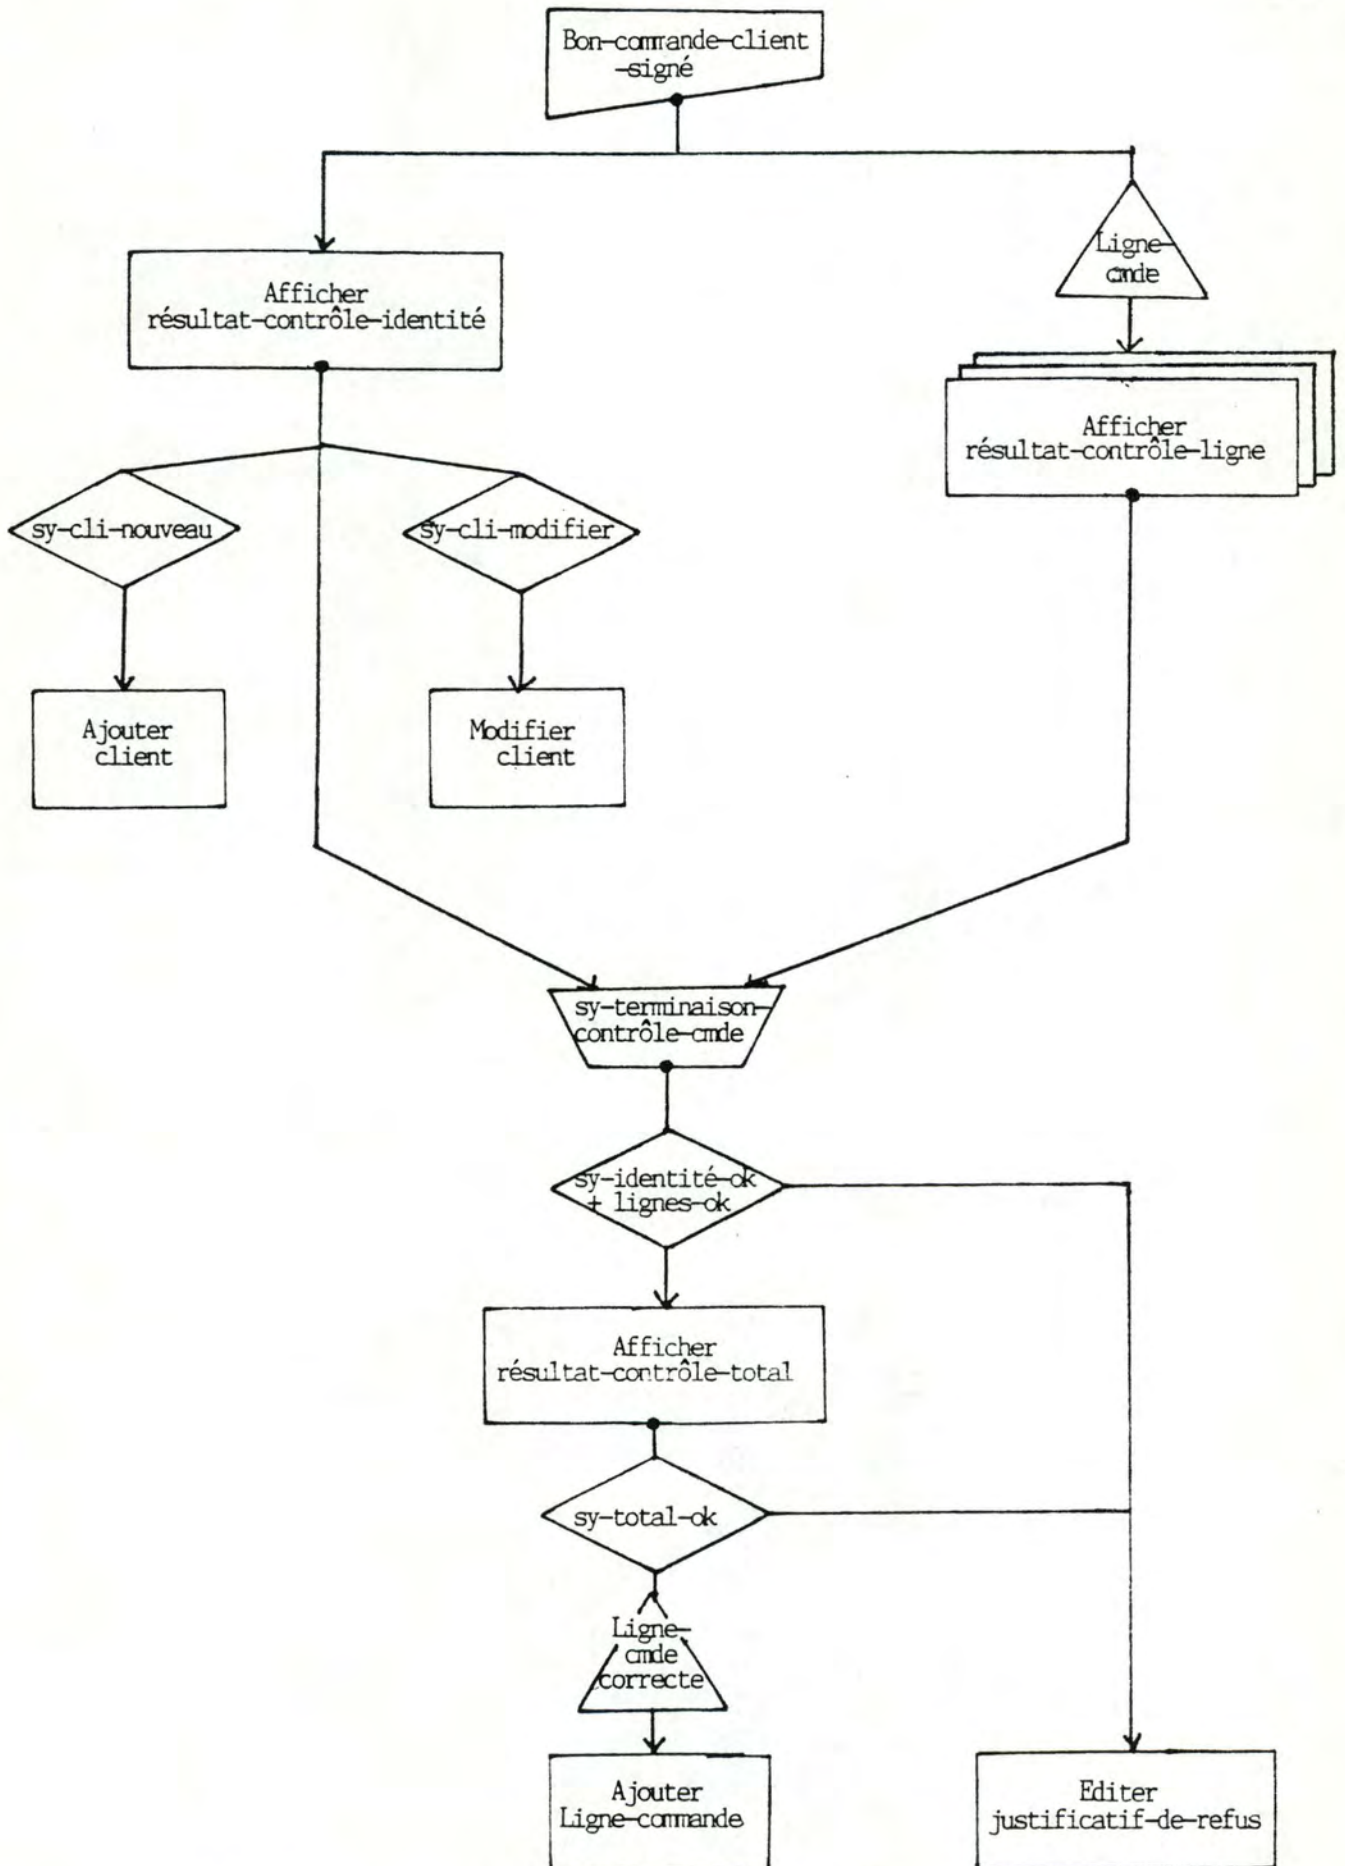 Bon-commande-client
-signé
Ligne-
cmde
Afficher
résultat-contrôle-identité
Afficher
résultat-contrôle-ligne
sy-cli-nouveau
sy-cli-modifier
Ajouter
client
Modifier
client
sy-terminaison-
contrôle-cmde
sy-identité-ok
+ lignes-ok
Afficher
résultat-contrôle-total
sy-total-ok
Ligne-
cmde
correcte
Ajouter
Ligne-commande
Editer
justificatif-de-refus